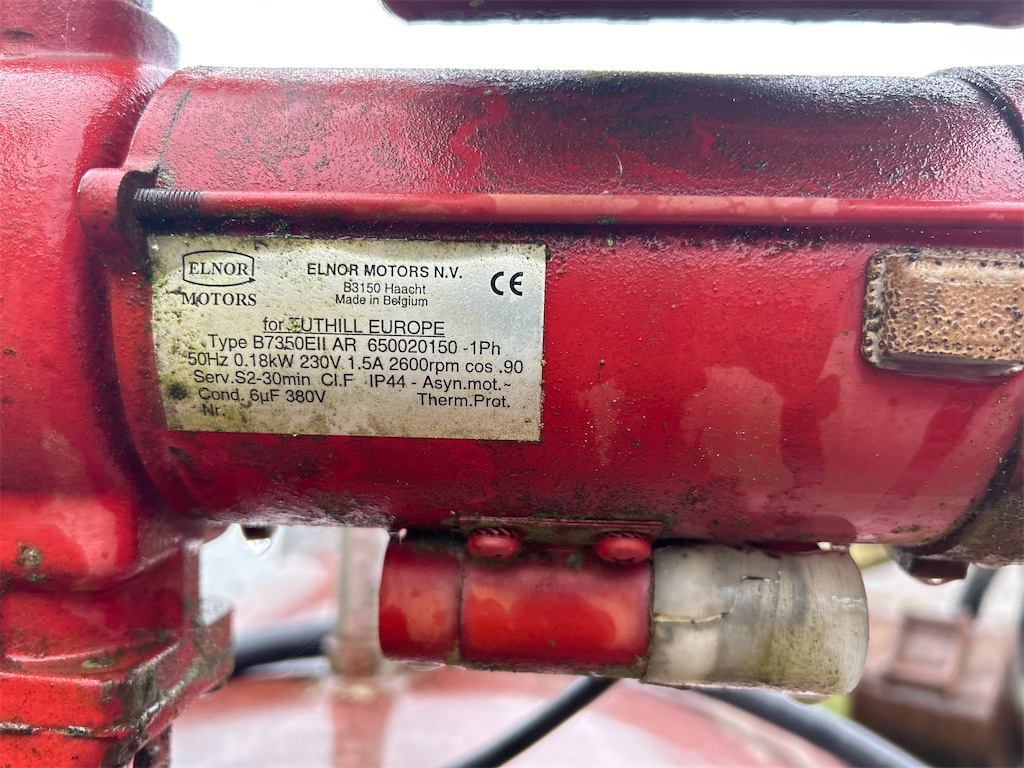 ELNOR
MOTORS
ELNOR MOTORS N.V.
B3150 Haacht
Made in Belgium
CE
for TUTHILL EUROPE
Type B7350EII AR 650020150 -1Ph
50Hz 0.18kW 230V 1.5A 2600rpm cos .90
Serv.S2-30min Cl.F IP44 - Asyn.mot.~
Cond. 6µF 380V Therm.Prot.
Nr.